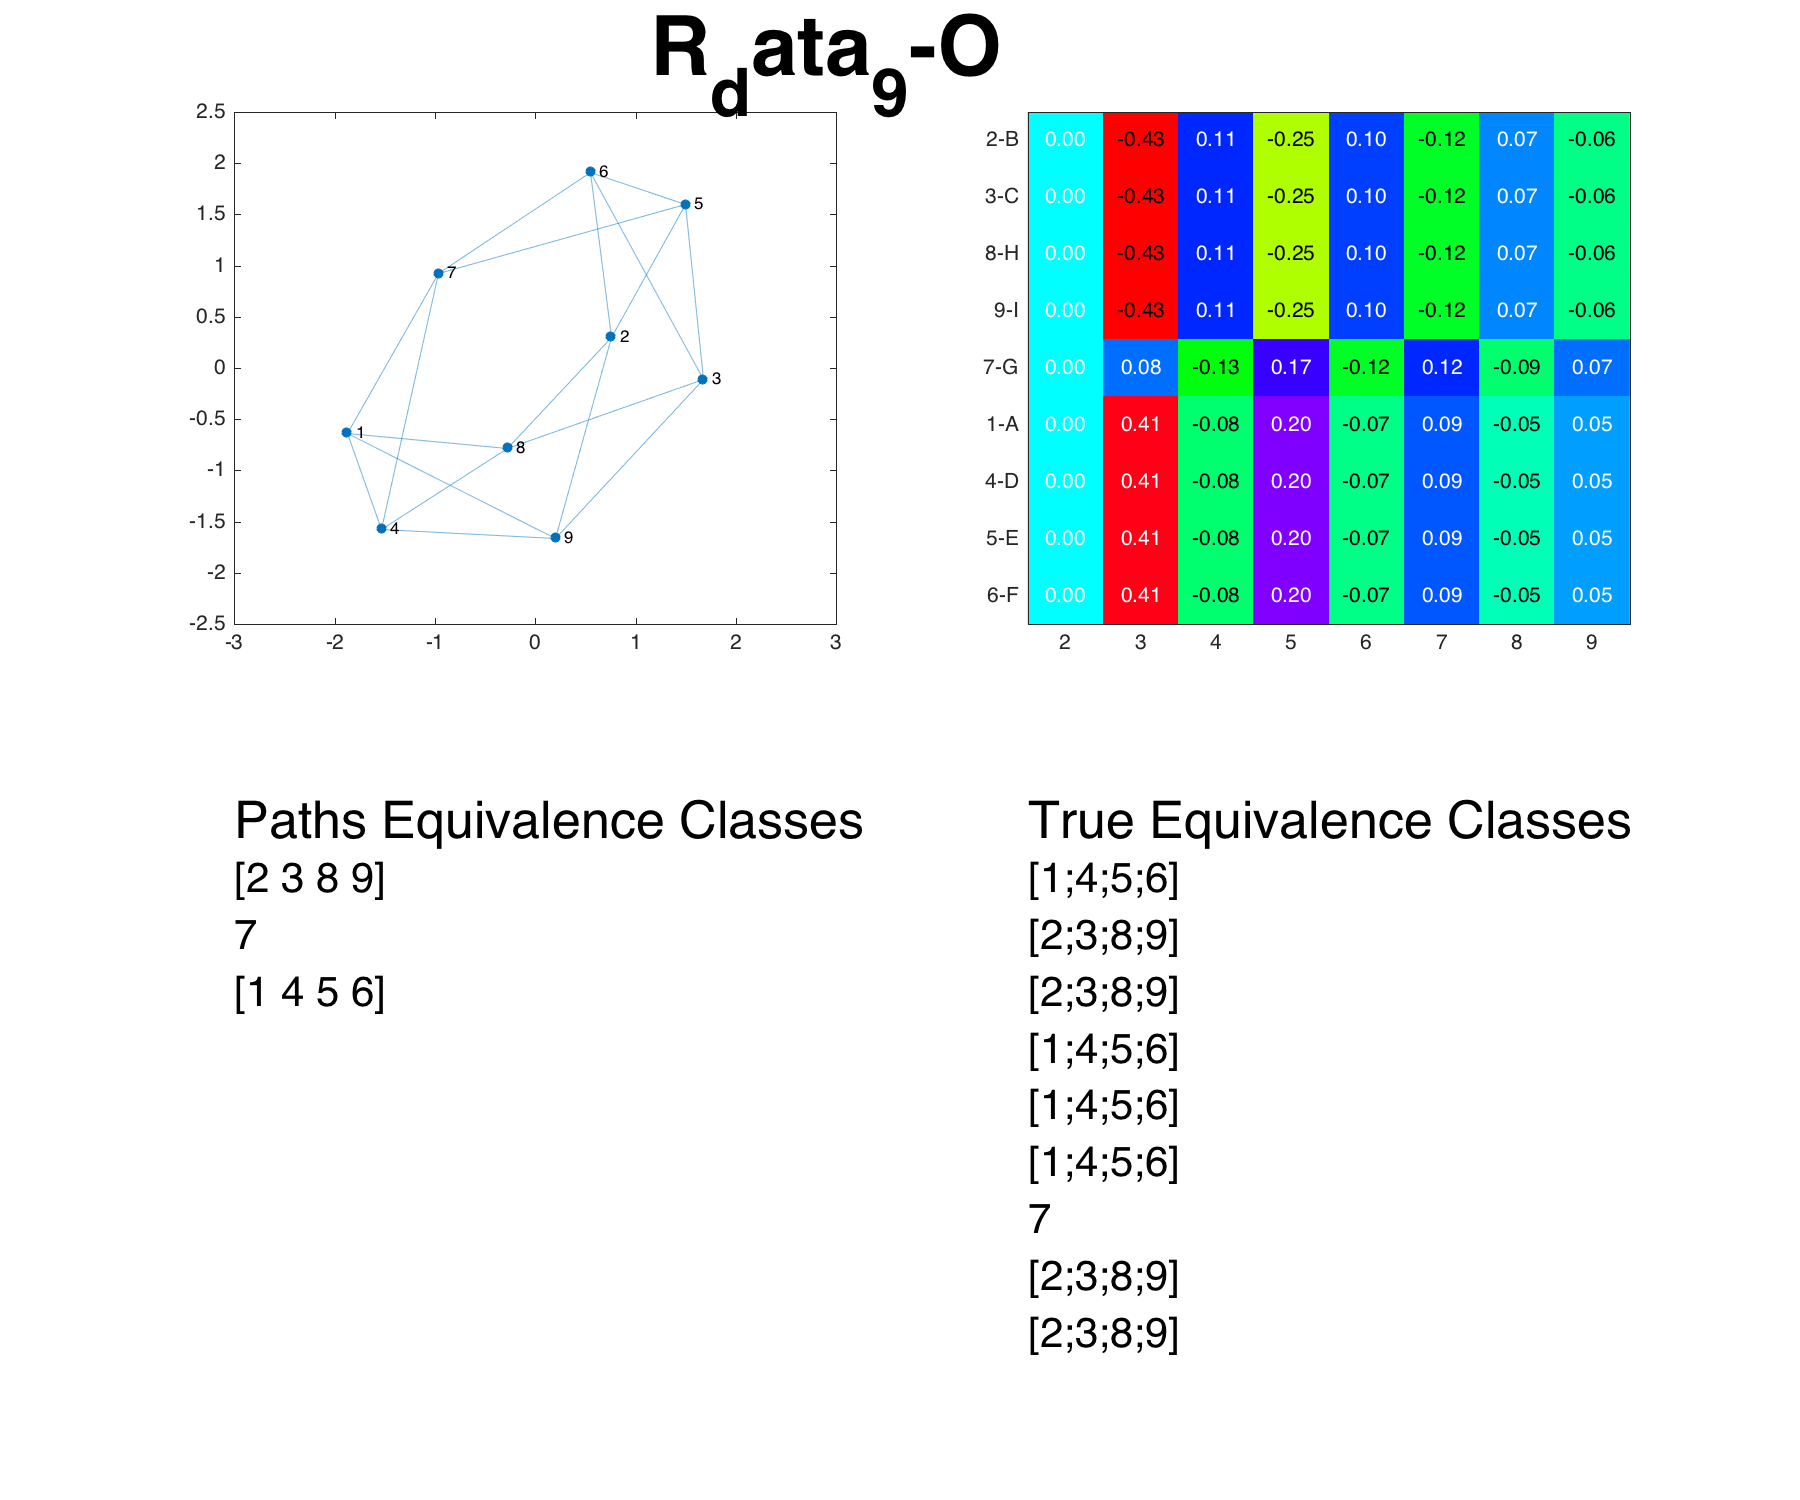 R_data_9-O
2.5
2
1.5
1
0.5
0
-0.5
-1
-1.5
-2
-2.5
-3 -2 -1 0 1 2 3
6
5
7
2
3
1
8
4
9
2-B 0.00 -0.43 0.11 -0.25 0.10 -0.12 0.07 -0.06
3-C 0.00 -0.43 0.11 -0.25 0.10 -0.12 0.07 -0.06
8-H 0.00 -0.43 0.11 -0.25 0.10 -0.12 0.07 -0.06
9-I 0.00 -0.43 0.11 -0.25 0.10 -0.12 0.07 -0.06
7-G 0.00 0.08 -0.13 0.17 -0.12 0.12 -0.09 0.07
1-A 0.00 0.41 -0.08 0.20 -0.07 0.09 -0.05 0.05
4-D 0.00 0.41 -0.08 0.20 -0.07 0.09 -0.05 0.05
5-E 0.00 0.41 -0.08 0.20 -0.07 0.09 -0.05 0.05
6-F 0.00 0.41 -0.08 0.20 -0.07 0.09 -0.05 0.05
2 3 4 5 6 7 8 9
Paths Equivalence Classes
[2 3 8 9]
7
[1 4 5 6]
True Equivalence Classes
[1;4;5;6]
[2;3;8;9]
[2;3;8;9]
[1;4;5;6]
[1;4;5;6]
[1;4;5;6]
7
[2;3;8;9]
[2;3;8;9]